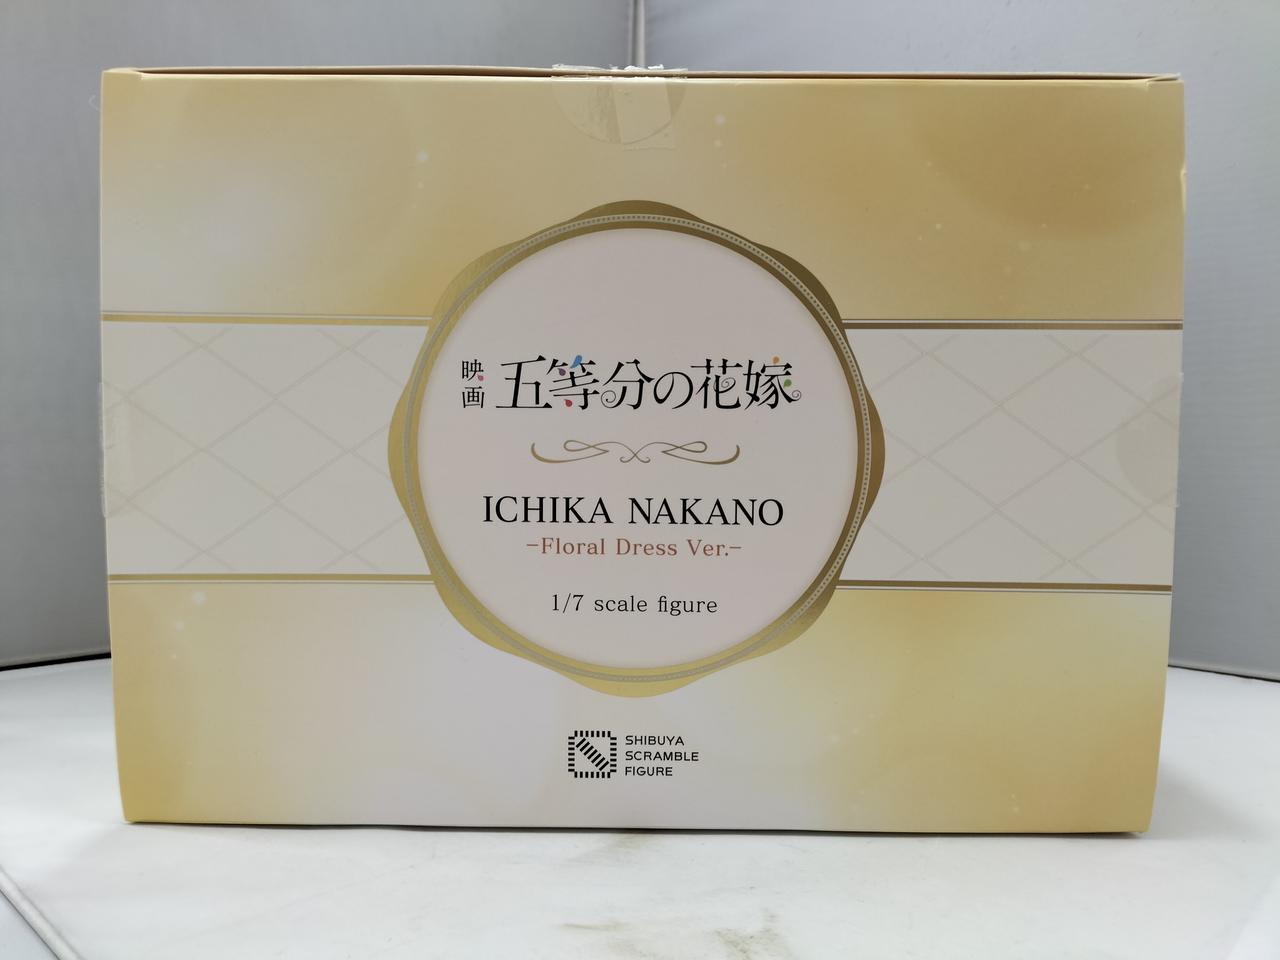 映画 五等分の花嫁
ICHIKA NAKANO
-Floral Dress Ver.-
1/7 scale figure
SHIBUYA
SCRAMBLE
FIGURE